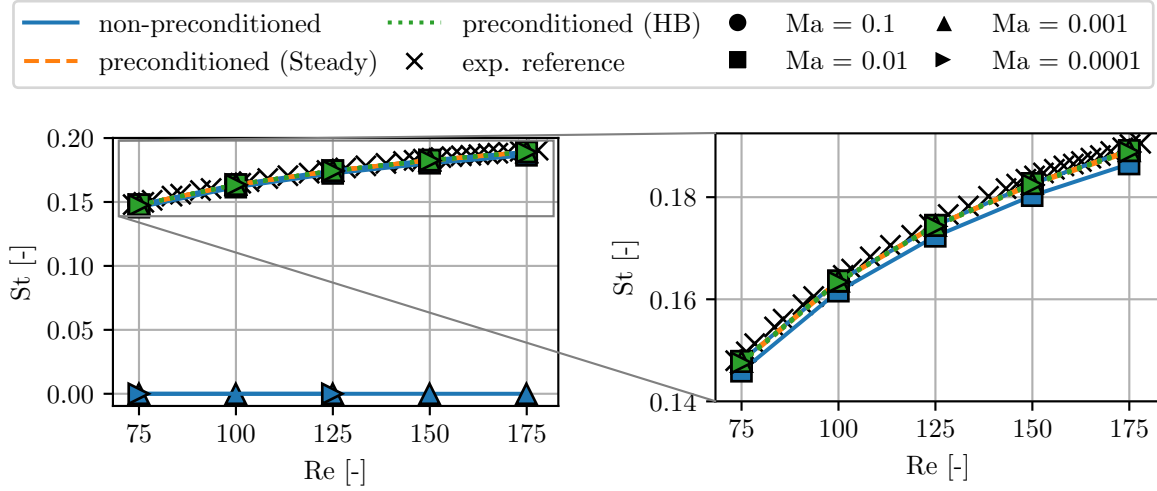 non-preconditioned preconditioned (HB) Ma = 0.1 Ma = 0.001
preconditioned (Steady) exp. reference Ma = 0.01 Ma = 0.0001
0.20
0.15
0.10
0.05
0.00
St [-]
75 100 125 150 175
Re [-]
0.18
0.16
0.14
St [-]
75 100 125 150 175
Re [-]